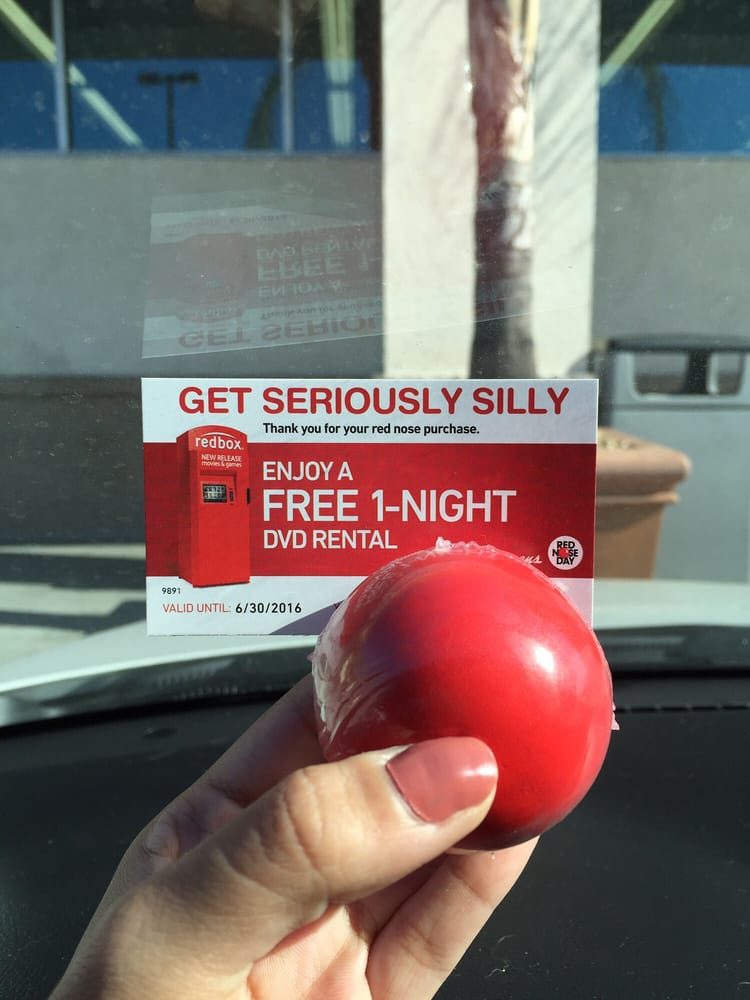 GET SERIOUSLY SILLY
Thank you for your red nose purchase.
redbox.
NEW RELEASE
movies & games
ENJOY A
FREE 1-NIGHT
DVD RENTAL
RED
NOSE
DAY
9891
VALID UNTIL: 6/30/2016